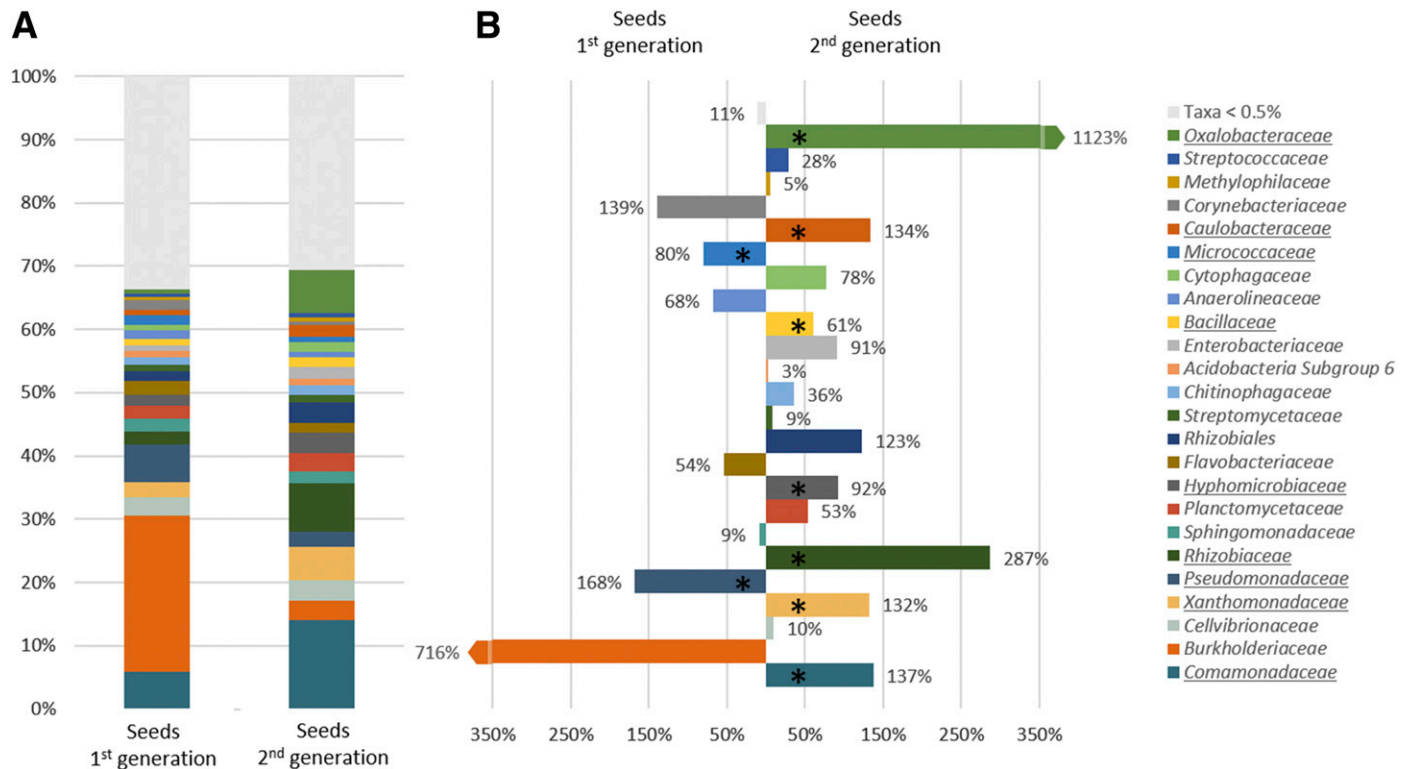 A
100%
90%
80%
70%
60%
50%
40%
30%
20%
10%
0%
Seeds
1st generation
Seeds
2nd generation
B
Seeds
1st generation
Seeds
2nd generation
11%
1123%
28%
5%
139%
134%
80%
78%
68%
61%
91%
3%
36%
9%
123%
54%
92%
53%
9%
287%
168%
132%
10%
716%
137%
350%
250%
150%
50%
50%
150%
250%
350%
Taxa < 0.5%
Oxalobacteraceae
Streptococcaceae
Methylophilaceae
Corynebacteriaceae
Caulobacteraceae
Micrococcaceae
Cytophagaceae
Anaerolineaceae
Bacillaceae
Enterobacteriaceae
Acidobacteria Subgroup 6
Chitinophagaceae
Streptomycetaceae
Rhizobiales
Flavobacteriaceae
Hyphomicrobiaceae
Planctomycetaceae
Sphingomonadaceae
Rhizobiaceae
Pseudomonadaceae
Xanthomonadaceae
Cellvibrionaceae
Burkholderiaceae
Comamonadaceae